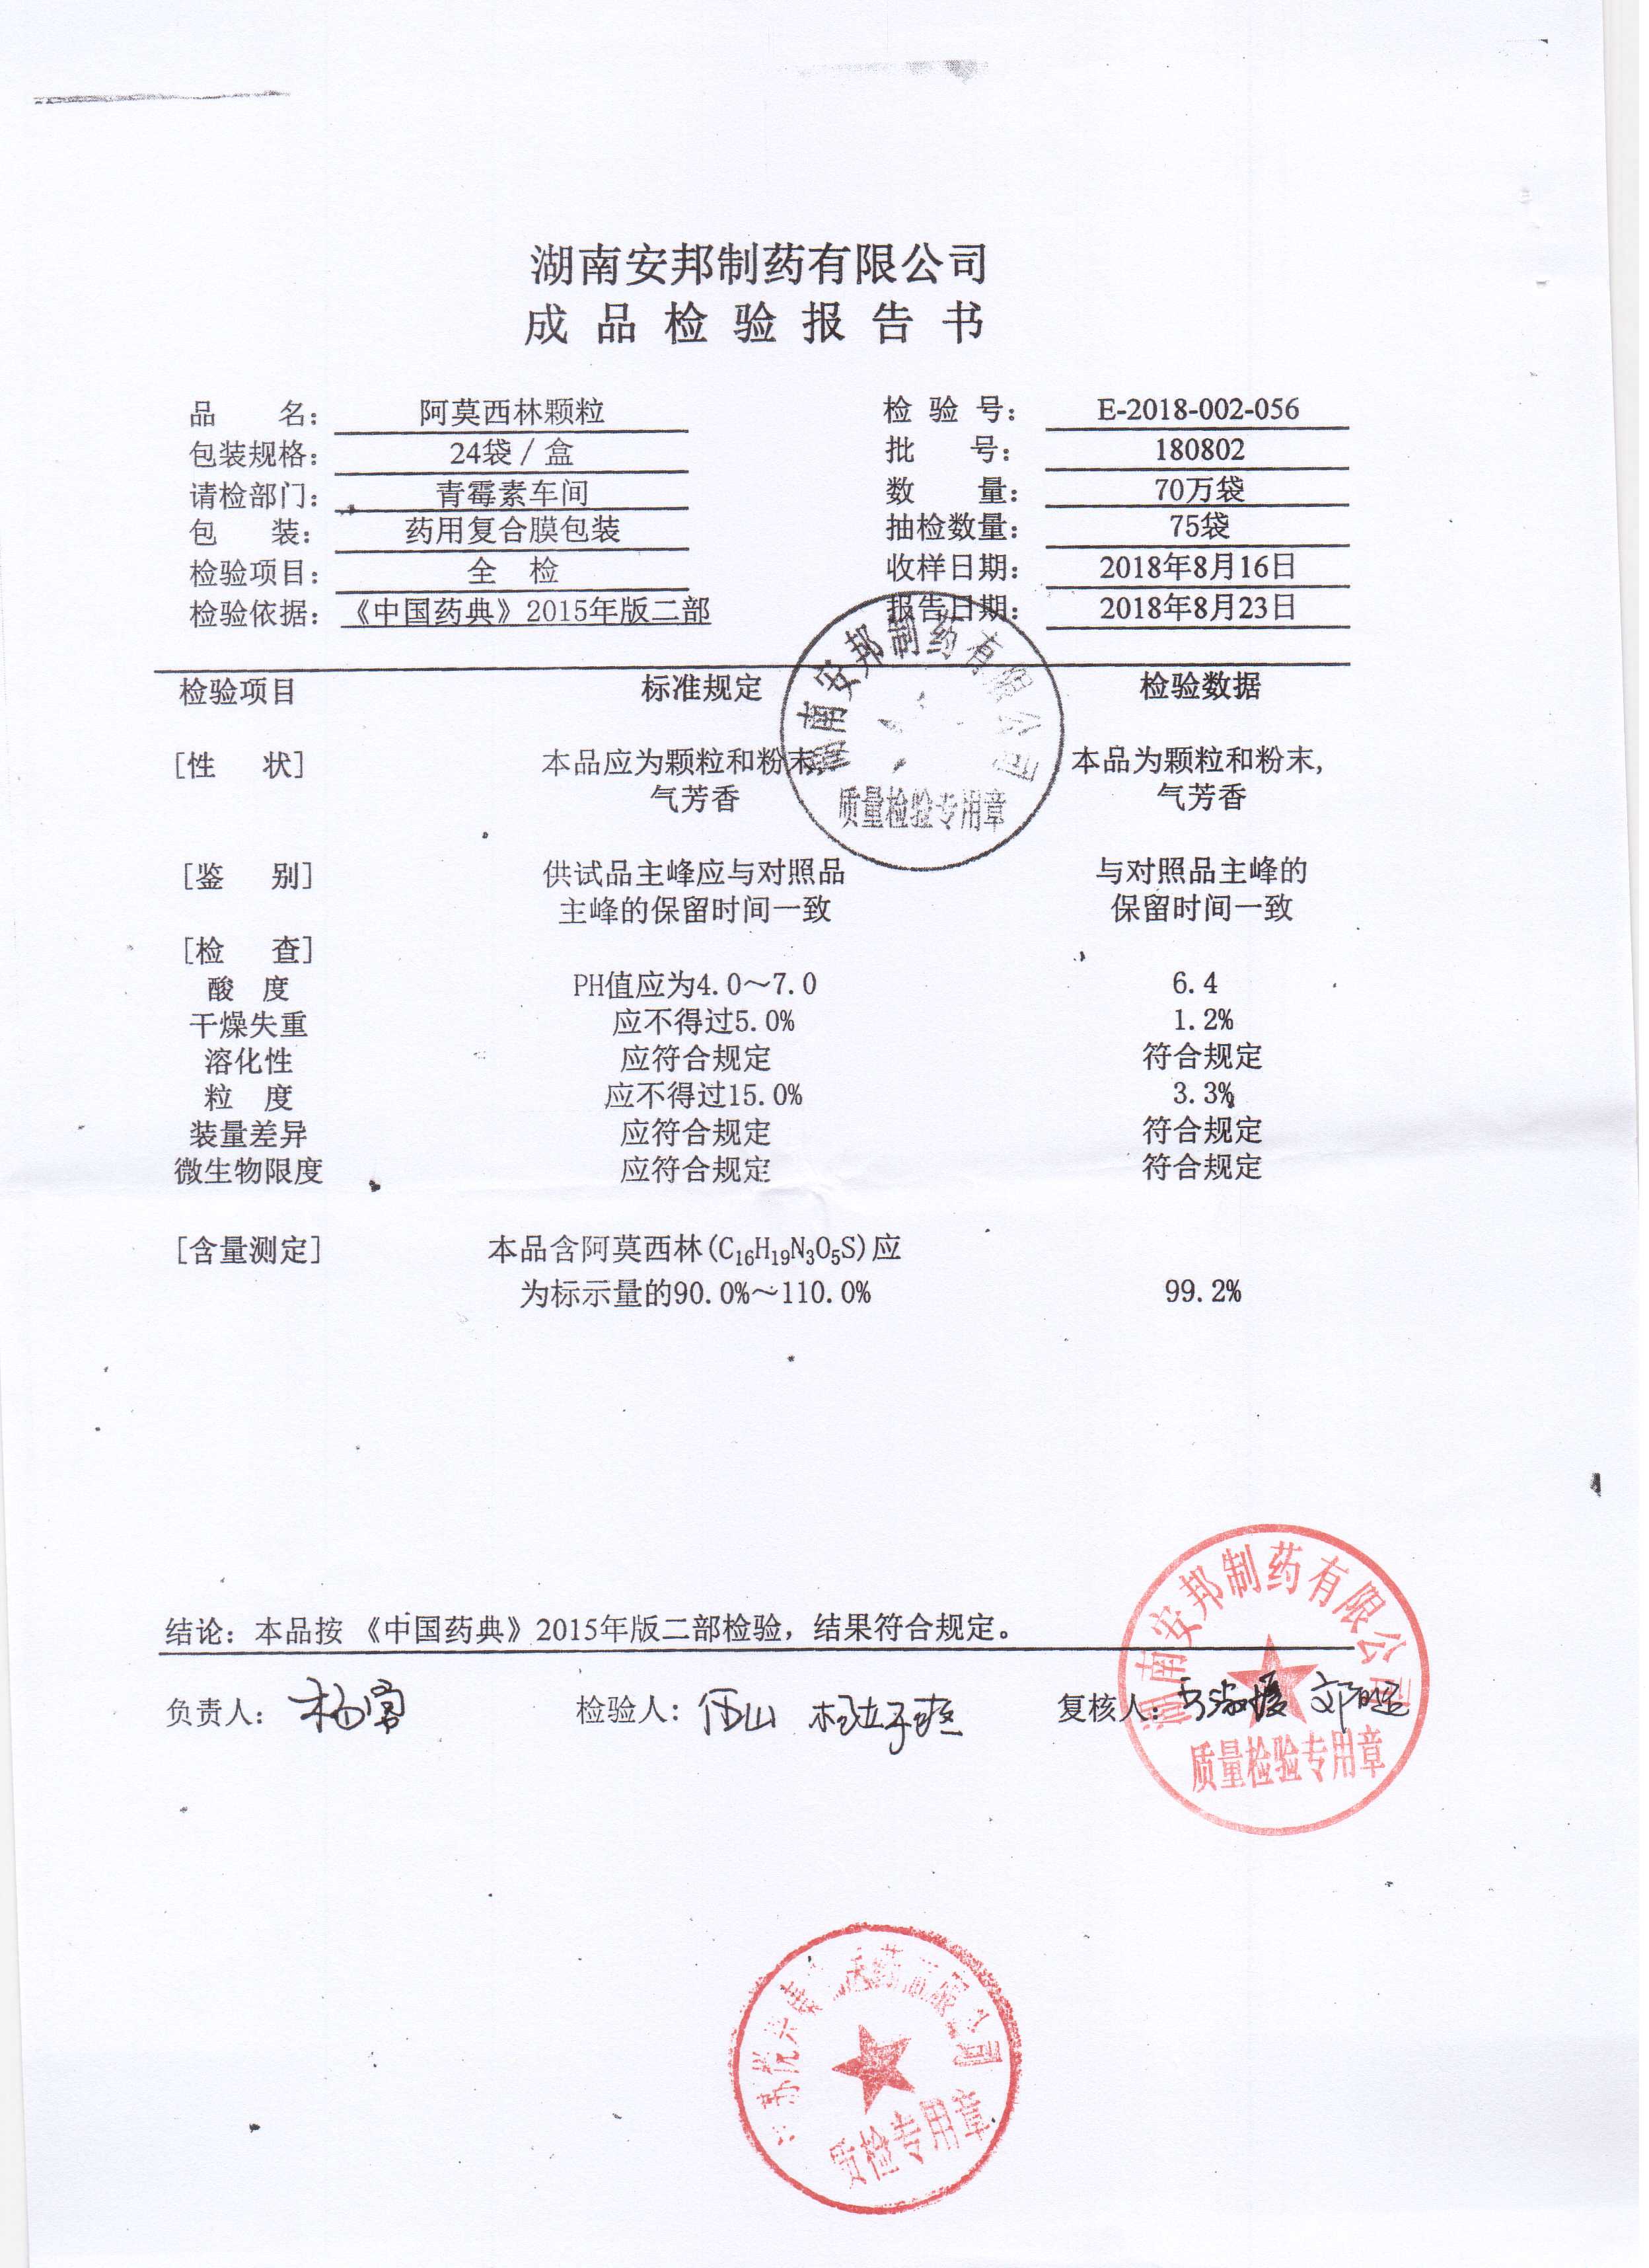 湖南安邦制药有限公司
成品检验报告书
品 名： 阿莫西林颗粒 检 验 号： E-2018-002-056
包装规格： 24袋／盒 批 号： 180802
请检部门： 青霉素车间 数 量： 70万袋
包 装： 药用复合膜包装 抽检数量： 75袋
检验项目： 全 检 收样日期： 2018年8月16日
检验依据： 《中国药典》2015年版二部 报告日期： 2018年8月23日
湖南安邦制药有限公司
质量检验专用章
检验项目 标准规定 检验数据
[性 状] 本品应为颗粒和粉末 本品为颗粒和粉末,
气芳香 气芳香
[鉴 别] 供试品主峰应与对照品 与对照品主峰的
主峰的保留时间一致 保留时间一致
[检 查]
酸 度 PH值应为4.0～7.0 6.4
干燥失重 应不得过5.0% 1.2%
溶化性 应符合规定 符合规定
粒 度 应不得过15.0% 3.3%
装量差异 应符合规定 符合规定
微生物限度 应符合规定 符合规定
[含量测定] 本品含阿莫西林(C₁₆H₁₉N₃O₅S)应
为标示量的90.0%～110.0% 99.2%
结论：本品按《中国药典》2015年版二部检验，结果符合规定。
负责人： 检验人： 复核人：
湖南安邦制药有限公司
质量检验专用章
药有限公司
质检专用章